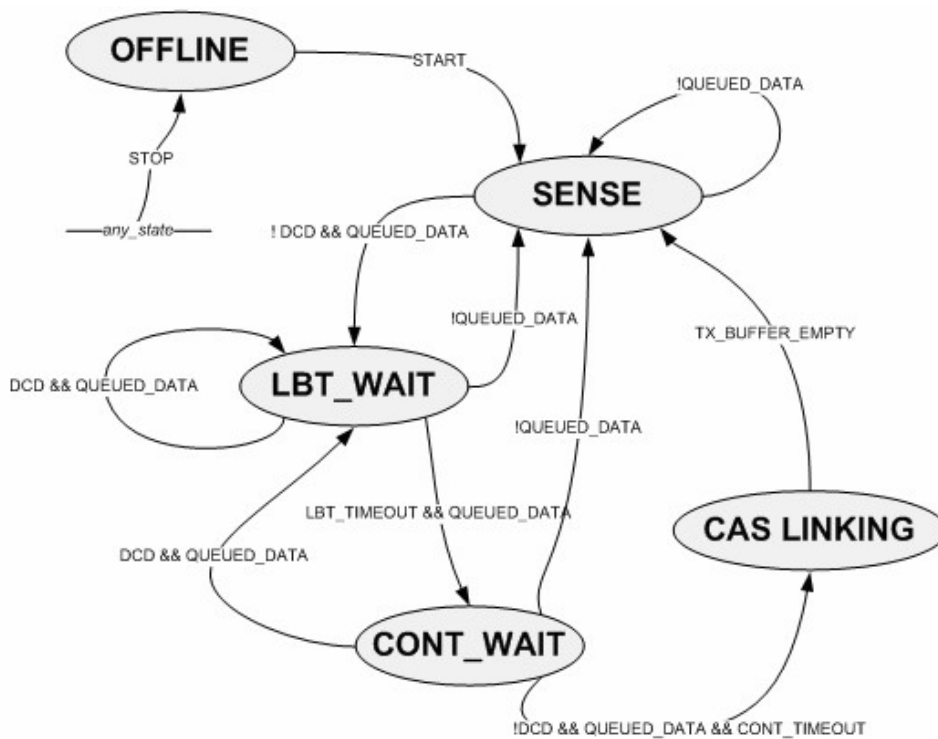 OFFLINE
START
!QUEUED_DATA
STOP
SENSE
any_state
! DCD && QUEUED_DATA
!QUEUED_DATA
TX_BUFFER_EMPTY
DCD && QUEUED_DATA
LBT_WAIT
!QUEUED_DATA
LBT_TIMEOUT && QUEUED_DATA
CAS LINKING
DCD && QUEUED_DATA
CONT_WAIT
!DCD && QUEUED_DATA && CONT_TIMEOUT